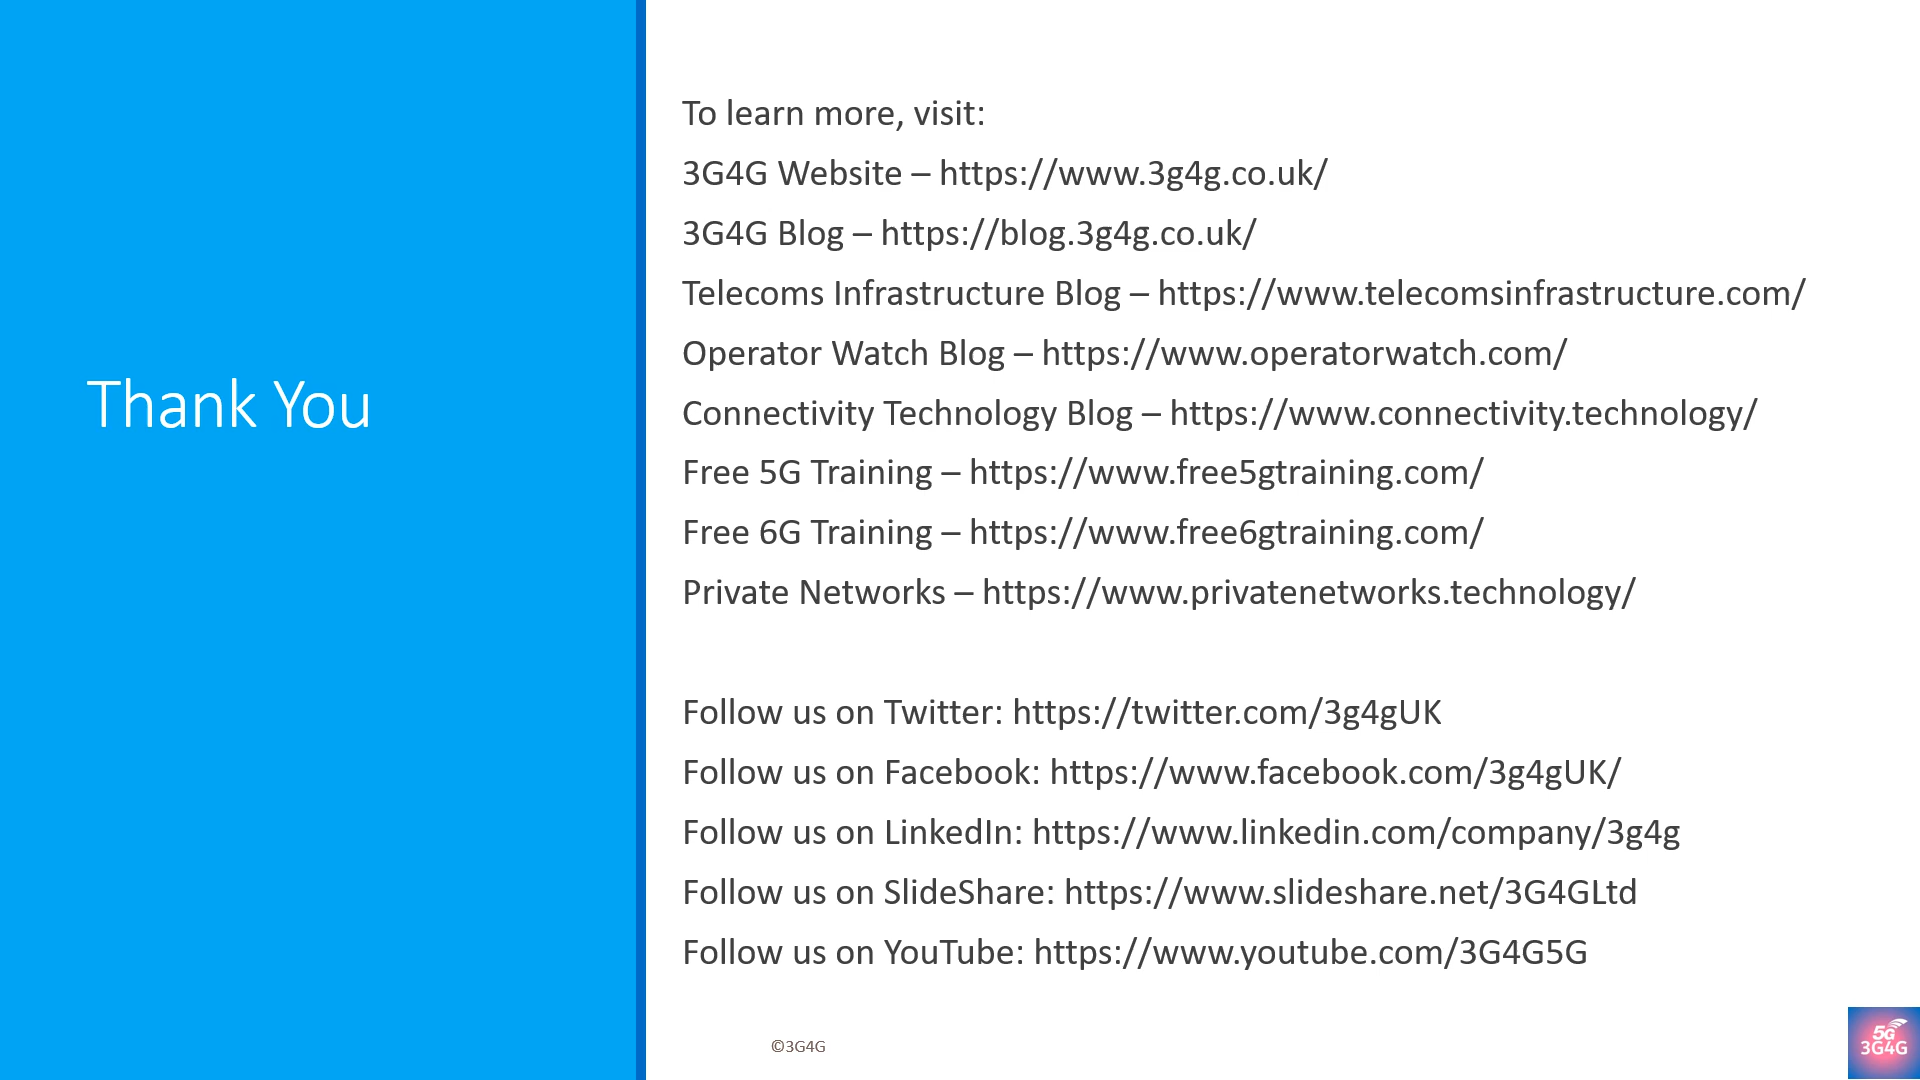 Thank You
To learn more, visit:
3G4G Website – https://www.3g4g.co.uk/
3G4G Blog – https://blog.3g4g.co.uk/
Telecoms Infrastructure Blog – https://www.telecomsinfrastructure.com/
Operator Watch Blog – https://www.operatorwatch.com/
Connectivity Technology Blog – https://www.connectivity.technology/
Free 5G Training – https://www.free5gtraining.com/
Free 6G Training – https://www.free6gtraining.com/
Private Networks – https://www.privatenetworks.technology/
Follow us on Twitter: https://twitter.com/3g4gUK
Follow us on Facebook: https://www.facebook.com/3g4gUK/
Follow us on LinkedIn: https://www.linkedin.com/company/3g4g
Follow us on SlideShare: https://www.slideshare.net/3G4GLtd
Follow us on YouTube: https://www.youtube.com/3G4G5G
©3G4G
5G
3G4G